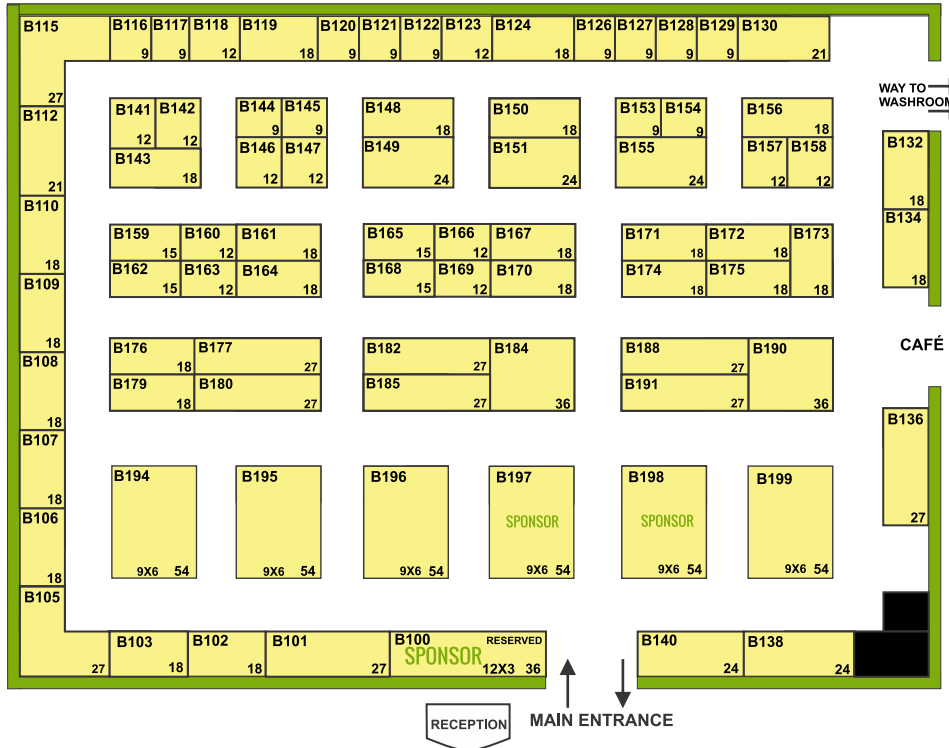 B115 B116 B117 B118 B119 B120 B121 B122 B123 B124 B126 B127 B128 B129 B130
9 9 12 18 9 9 9 12 18 9 9 9 9 21
27
WAY TO
WASHROOM
B112
21
B141 B142 B144 B145 B148 B150 B153 B154 B156
12 12 9 9 18 18 9 9 18
B143 B146 B147 B149 B151 B155 B157 B158
18 12 12 24 24 24 12 12
B132
18
B134
18
B110
18
B159 B160 B161 B165 B166 B167 B171 B172 B173
15 12 18 15 12 18 18 18
B162 B163 B164 B168 B169 B170 B174 B175
15 12 18 15 12 18 18 18 18
B109
18
CAFÉ
B108
18
B176 B177 B182 B184 B188 B190
18 27 27 27
B179 B180 B185 B191
18 27 27 36 27 36
B136
27
B107
18
B194 B195 B196 B197 B198 B199
SPONSOR SPONSOR
9X6 54 9X6 54 9X6 54 9X6 54 9X6 54 9X6 54
B106
18
B105
27
B103 B102 B101 B100 RESERVED B140 B138
SPONSOR
18 18 27 12X3 36 24 24
RECEPTION
MAIN ENTRANCE